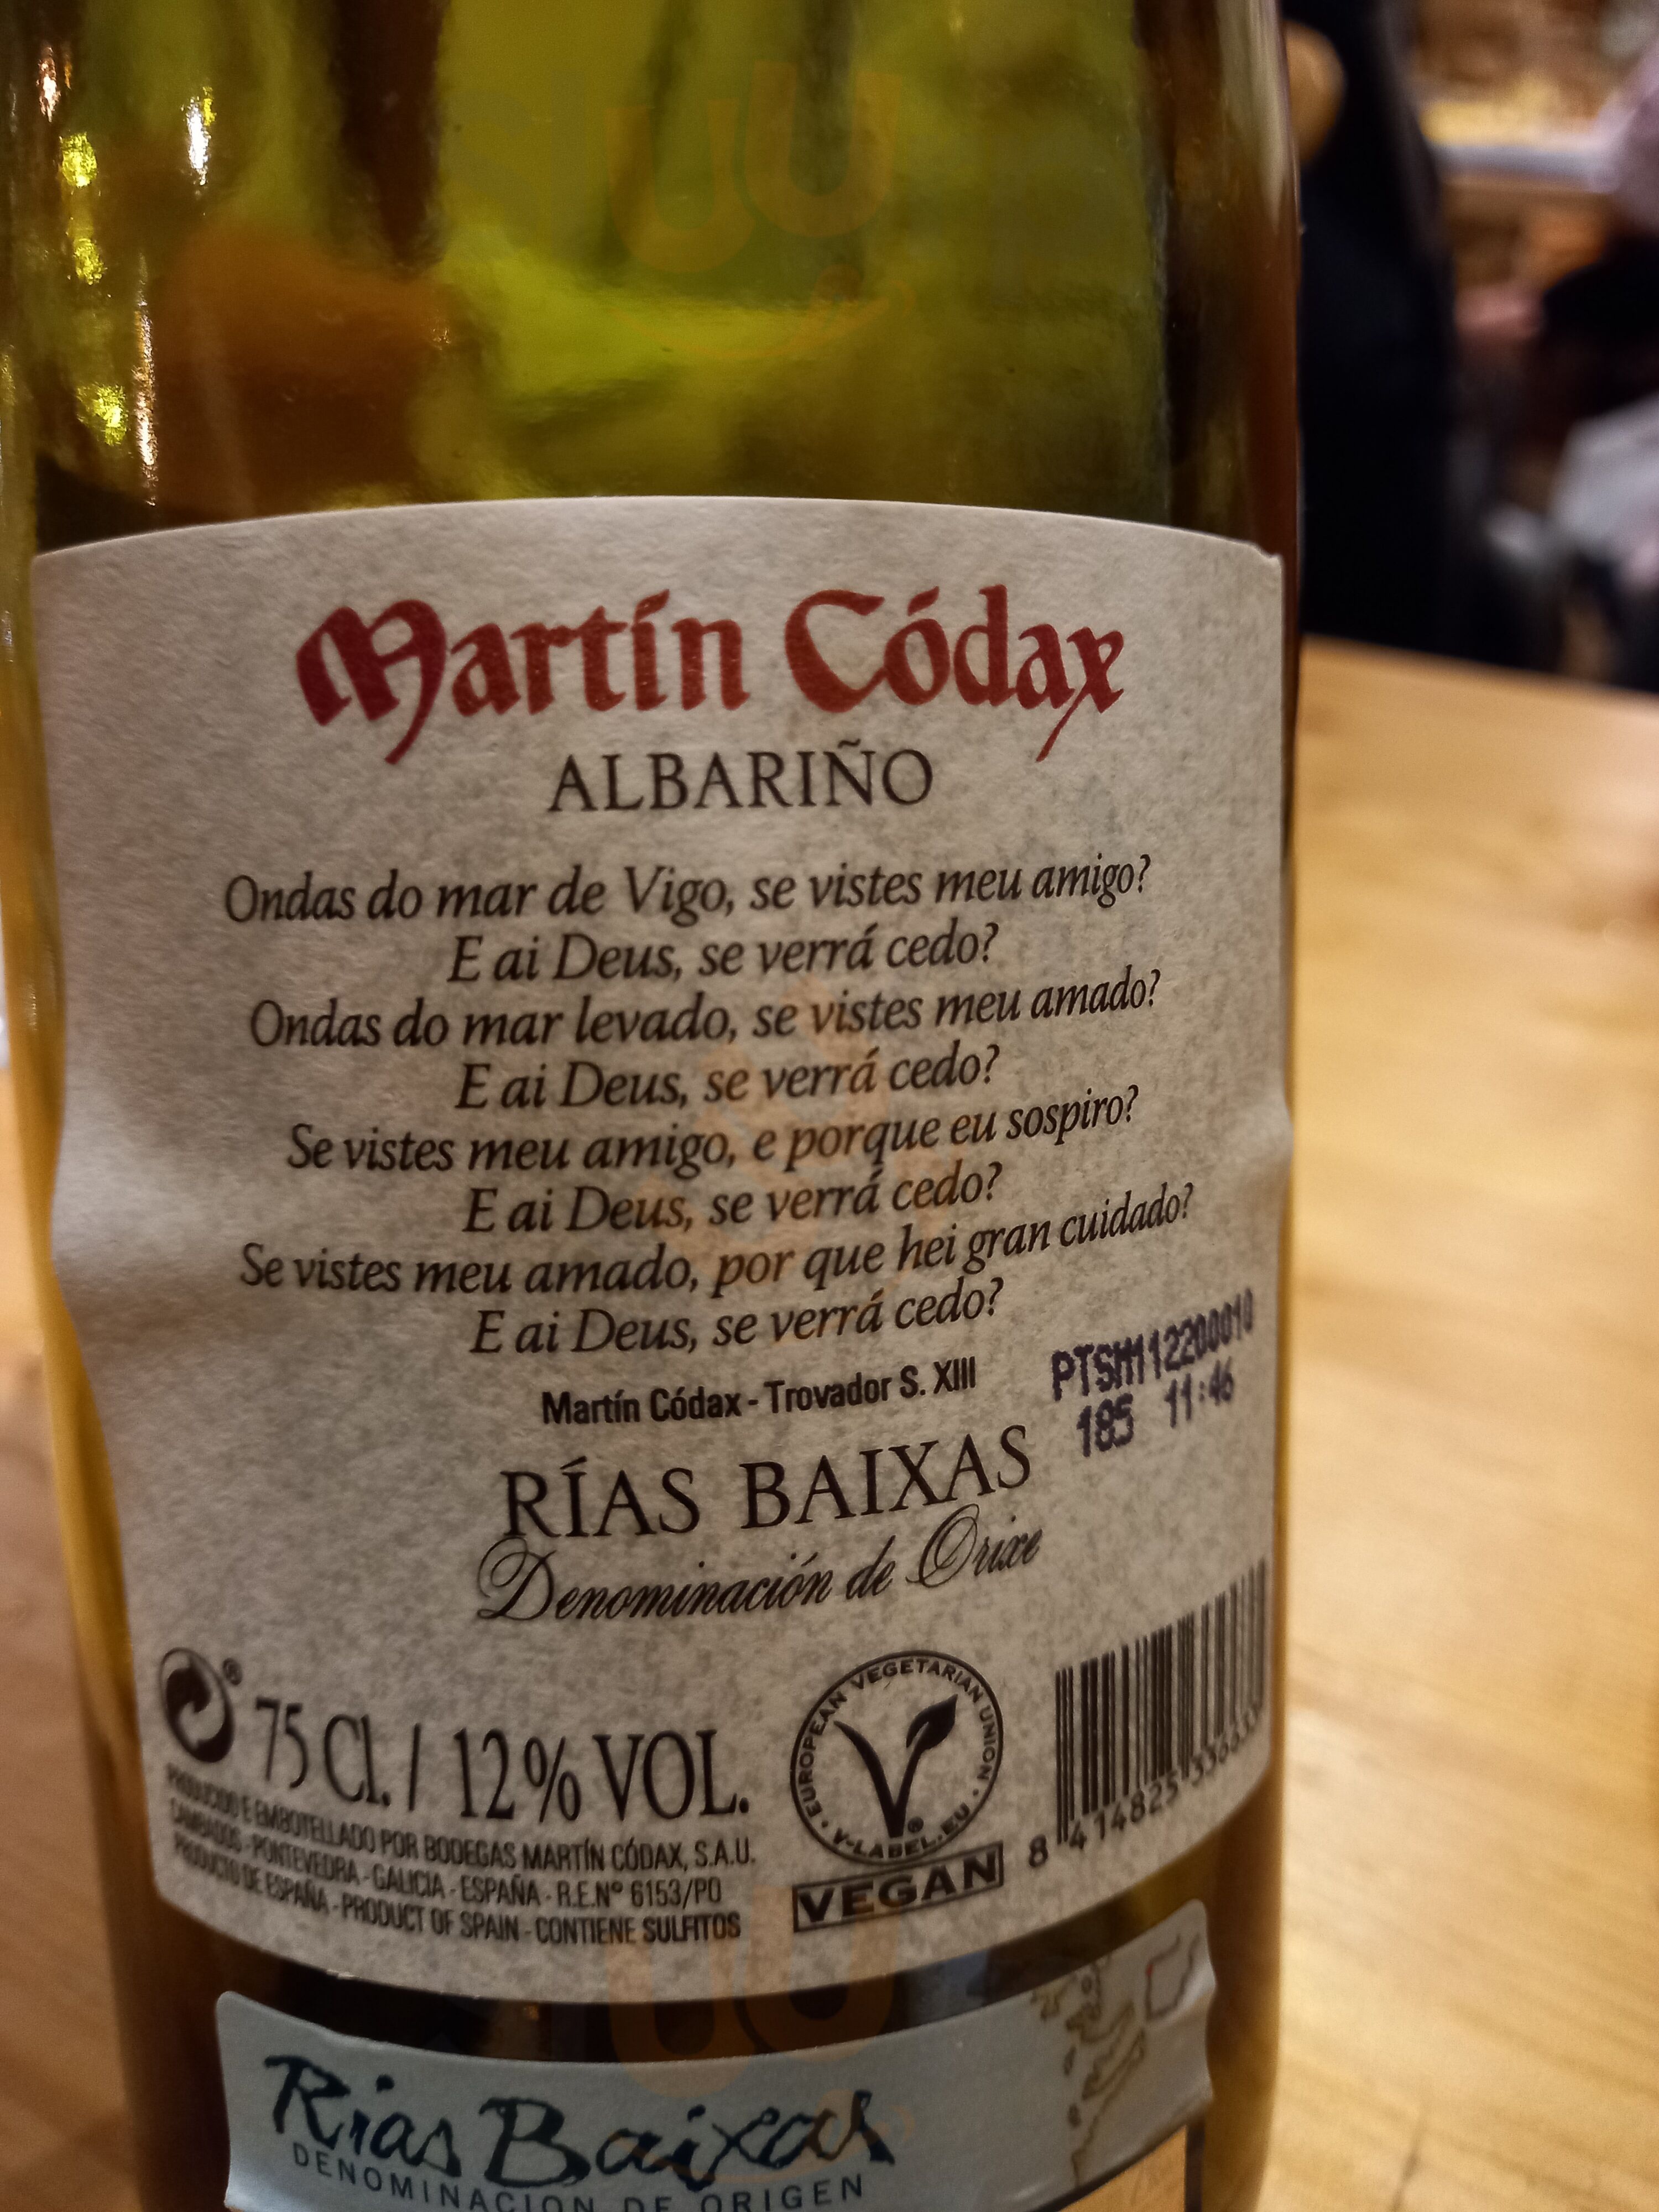 Martín Códax
ALBARIÑO
Ondas do mar de Vigo, se vistes meu amigo?
E ai Deus, se verrá cedo?
Ondas do mar levado, se vistes meu amado?
E ai Deus, se verrá cedo?
Se vistes meu amigo, e porque eu sospiro?
E ai Deus, se verrá cedo?
Se vistes meu amado, por que hei gran cuidado?
E ai Deus, se verrá cedo?
Martín Códax - Trovador S. XIII
PTSM112200010
185 11:46
RÍAS BAIXAS
Denominación de Orixe
75 Cl. / 12% VOL.
PRODUCIDO E EMBOTELLADO POR BODEGAS MARTÍN CÓDAX, S.A.U.
CAMBADOS - PONTEVEDRA - GALICIA - ESPAÑA - R.E.Nº 6153/PO
PRODUCTO DE ESPAÑA - PRODUCT OF SPAIN - CONTIENE SULFITOS
EUROPEAN VEGETARIAN UNION
V-LABEL.EU
VEGAN
8 414825
Rías Baixas
DENOMINACION DE ORIGEN